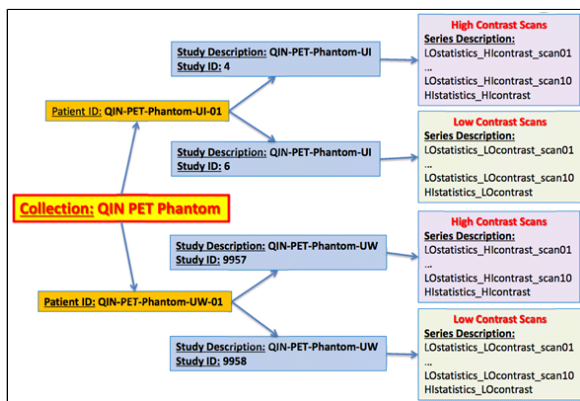 Collection: QIN PET Phantom
Patient ID: QIN-PET-Phantom-UI-01
Study Description: QIN-PET-Phantom-UI
Study ID: 4
High Contrast Scans
Series Description:
LOstatistics_HIcontrast_scan01
...
LOstatistics_HIcontrast_scan10
HIstatistics_HIcontrast
Study Description: QIN-PET-Phantom-UI
Study ID: 6
Low Contrast Scans
Series Description:
LOstatistics_LOcontrast_scan01
...
LOstatistics_LOcontrast_scan10
HIstatistics_LOcontrast
Patient ID: QIN-PET-Phantom-UW-01
Study Description: QIN-PET-Phantom-UW
Study ID: 9957
High Contrast Scans
Series Description:
LOstatistics_HIcontrast_scan01
...
LOstatistics_HIcontrast_scan10
HIstatistics_HIcontrast
Study Description: QIN-PET-Phantom-UW
Study ID: 9958
Low Contrast Scans
Series Description:
LOstatistics_LOcontrast_scan01
...
LOstatistics_LOcontrast_scan10
HIstatistics_LOcontrast